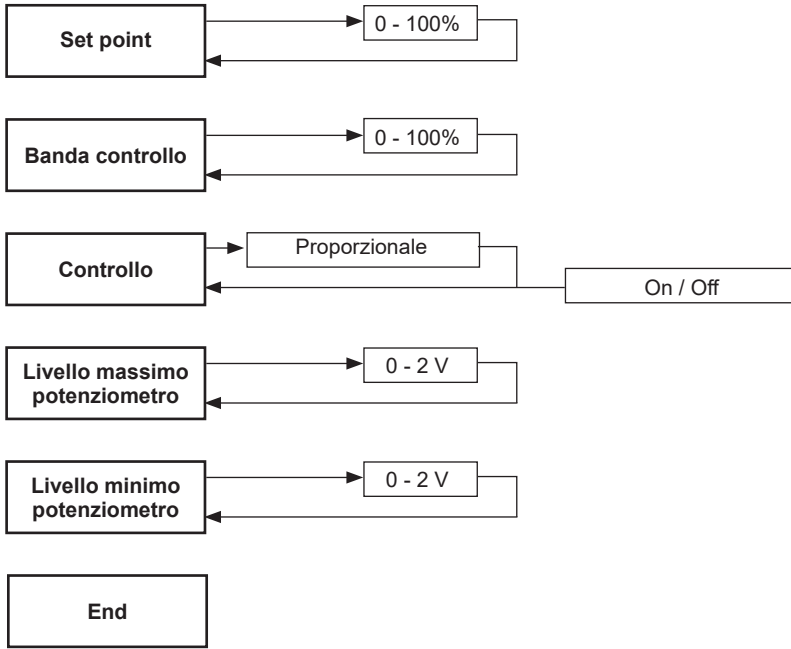 Set point
0 - 100%
Banda controllo
0 - 100%
Controllo
Proporzionale
On / Off
Livello massimo
potenziometro
0 - 2 V
Livello minimo
potenziometro
0 - 2 V
End